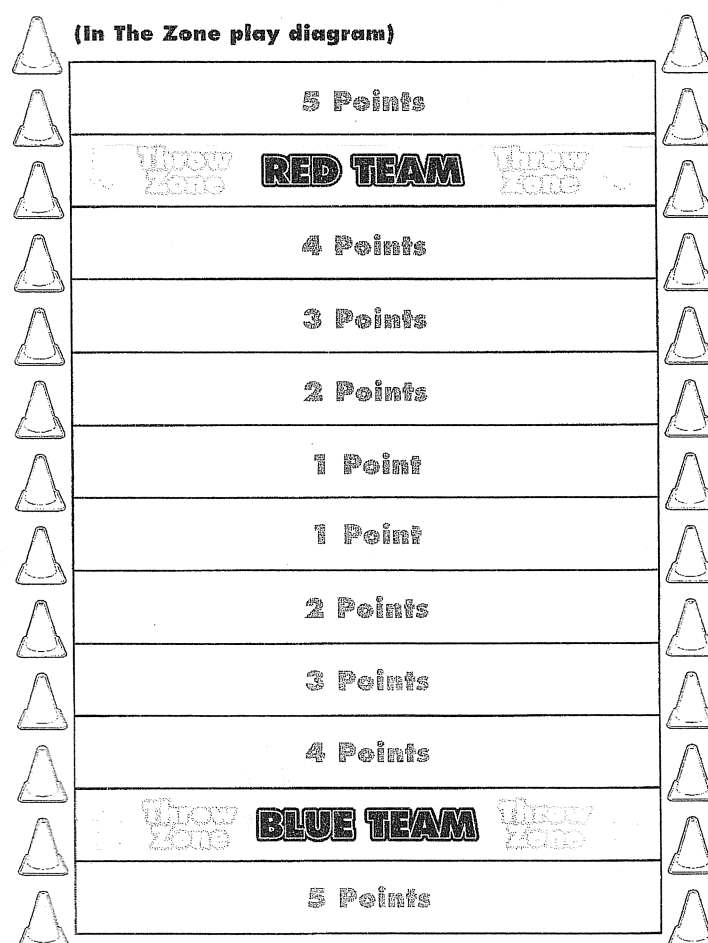 (In The Zone play diagram)
5 Points
Throw Zone RED TEAM Throw Zone
4 Points
3 Points
2 Points
1 Point
1 Point
2 Points
3 Points
4 Points
Throw Zone BLUE TEAM Throw Zone
5 Points